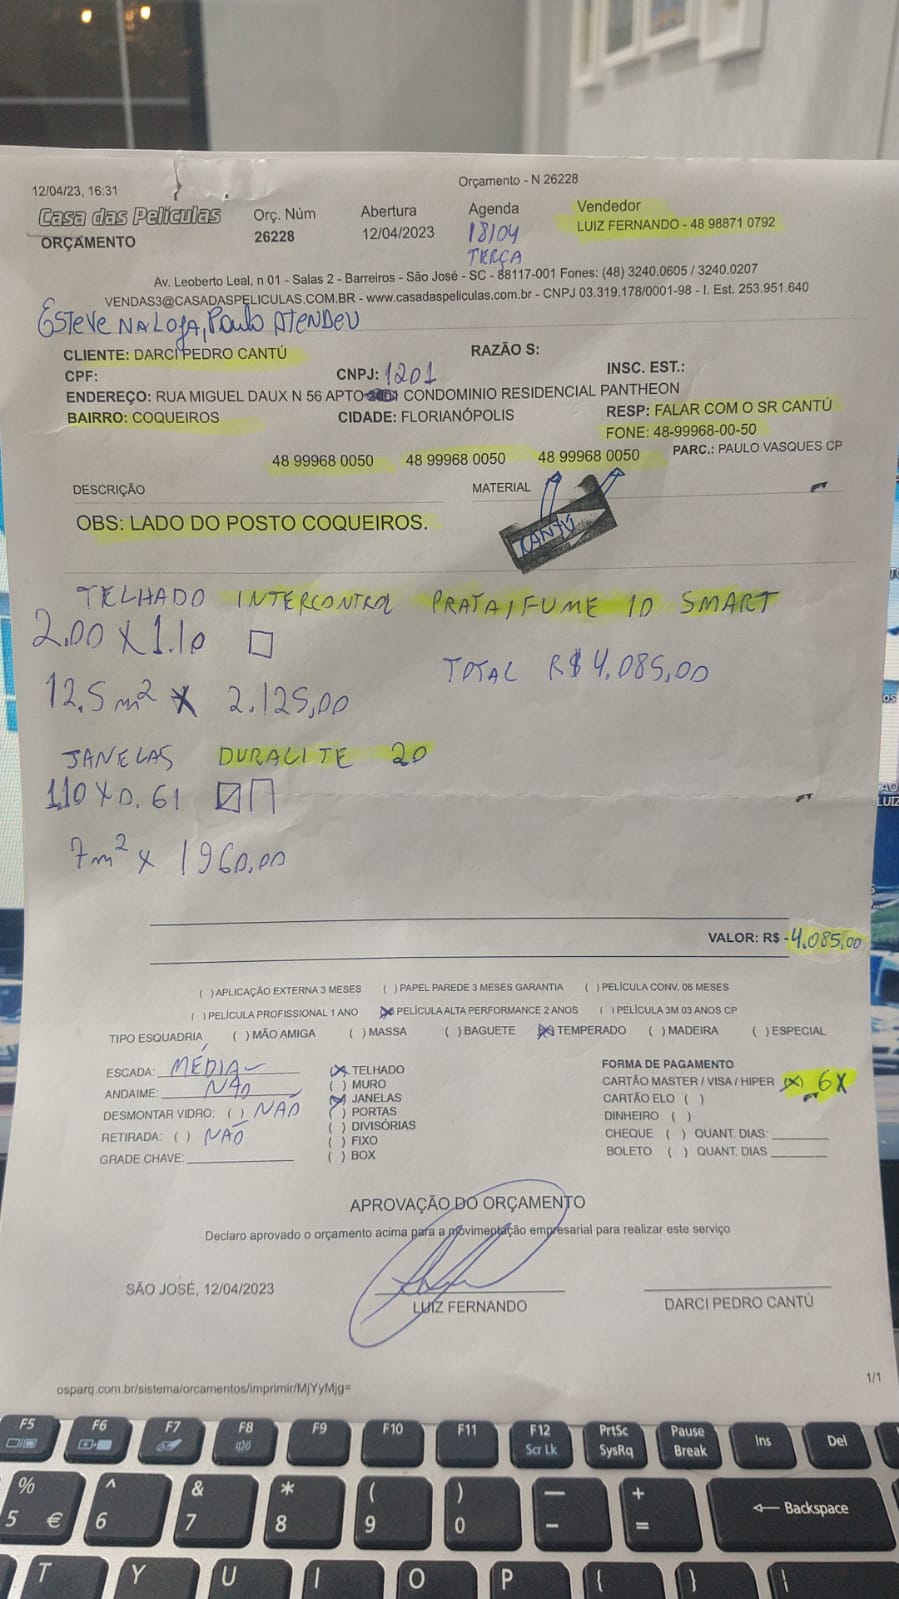 12/04/23, 16:31
Orçamento - N 26228
Casa das Películas
ORÇAMENTO
Orç. Núm
26228
Abertura
12/04/2023
Agenda
18/04
TERÇA
Vendedor
LUIZ FERNANDO - 48 98871 0792
Av. Leoberto Leal, n 01 - Salas 2 - Barreiros - São José - SC - 88117-001 Fones: (48) 3240.0605 / 3240.0207
VENDAS3@CASADASPELICULAS.COM.BR - www.casadaspeliculas.com.br - CNPJ 03.319.178/0001-98 - I. Est. 253.951.640
ESTEVE NA LOJA, PAULO ATENDEU
CLIENTE: DARCI PEDRO CANTÚ RAZÃO S:
CPF: CNPJ: 1201 INSC. EST.:
ENDEREÇO: RUA MIGUEL DAUX N 56 APTO CONDOMINIO RESIDENCIAL PANTHEON
BAIRRO: COQUEIROS CIDADE: FLORIANÓPOLIS RESP: FALAR COM O SR CANTÚ
FONE: 48-99968-00-50
48 99968 0050 48 99968 0050 48 99968 0050 PARC.: PAULO VASQUES CP
DESCRIÇÃO MATERIAL
OBS: LADO DO POSTO COQUEIROS.
CANTÚ
TELHADO INTERCONTROL PRATA/FUME 10 SMART
2.00 X 1.10
TOTAL R$ 4.085,00
12,5 m² X 2.125,00
JANELAS DURALITE 20
1.10 X 0.61
7m² X 1960,00
VALOR: R$ - 4.085,00
( ) APLICAÇÃO EXTERNA 3 MESES ( ) PAPEL PAREDE 3 MESES GARANTIA ( ) PELÍCULA CONV. 06 MESES
( ) PELÍCULA PROFISSIONAL 1 ANO (X) PELÍCULA ALTA PERFORMANCE 2 ANOS ( ) PELÍCULA 3M 03 ANOS CP
TIPO ESQUADRIA ( ) MÃO AMIGA ( ) MASSA ( ) BAGUETE (X) TEMPERADO ( ) MADEIRA ( ) ESPECIAL
ESCADA: MÉDIA
ANDAIME: NÃO
DESMONTAR VIDRO: ( ) NÃO
RETIRADA: ( ) NÃO
GRADE CHAVE:
(X) TELHADO
( ) MURO
(X) JANELAS
( ) PORTAS
( ) DIVISÓRIAS
( ) FIXO
( ) BOX
FORMA DE PAGAMENTO
CARTÃO MASTER / VISA / HIPER (X) 6X
CARTÃO ELO ( )
DINHEIRO ( )
CHEQUE ( ) QUANT. DIAS:
BOLETO ( ) QUANT. DIAS
APROVAÇÃO DO ORÇAMENTO
Declaro aprovado o orçamento acima para a movimentação empresarial para realizar este serviço
SÃO JOSÉ, 12/04/2023
LUIZ FERNANDO
DARCI PEDRO CANTÚ
osparq.com.br/sistema/orcamentos/imprimir/MjYyMjg=
1/1
F5 F6 F7 F8 F9 F10 F11 F12 PrtSc Pause Ins Del
Scr Lk SysRq Break
% ^ & * ( ) — + Backspace
5 € 6 7 8 9 0 - =
T Y U I O P { }